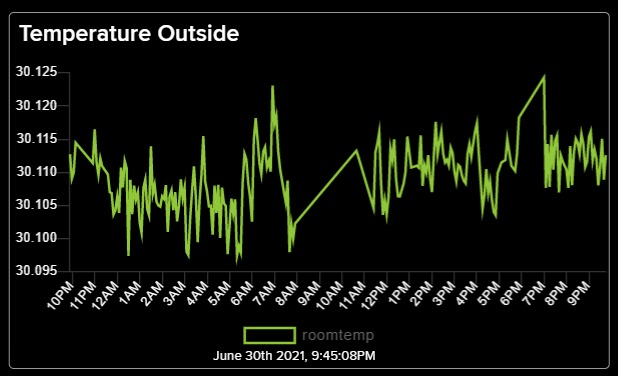 Temperature Outside
30.125
30.120
30.115
30.110
30.105
30.100
30.095
10PM 11PM 12AM 1AM 2AM 3AM 4AM 5AM 6AM 7AM 8AM 9AM 10AM 11AM 12PM 1PM 2PM 3PM 4PM 5PM 6PM 7PM 8PM 9PM
roomtemp
June 30th 2021, 9:45:08PM